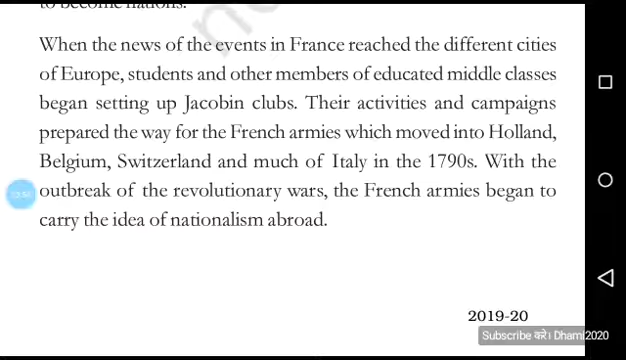 to become nations.
When the news of the events in France reached the different cities
of Europe, students and other members of educated middle classes
began setting up Jacobin clubs. Their activities and campaigns
prepared the way for the French armies which moved into Holland,
Belgium, Switzerland and much of Italy in the 1790s. With the
outbreak of the revolutionary wars, the French armies began to
carry the idea of nationalism abroad.
2019-20
Subscribe करे। Dhami2020